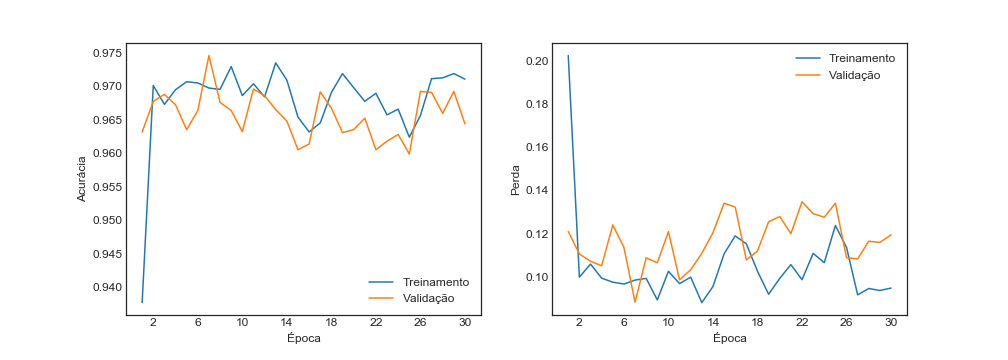 0.975
0.970
0.965
0.960
0.955
0.950
0.945
0.940
Acurácia
Treinamento
Validação
2 6 10 14 18 22 26 30
Época
0.20
0.18
0.16
0.14
0.12
0.10
Perda
Treinamento
Validação
2 6 10 14 18 22 26 30
Época